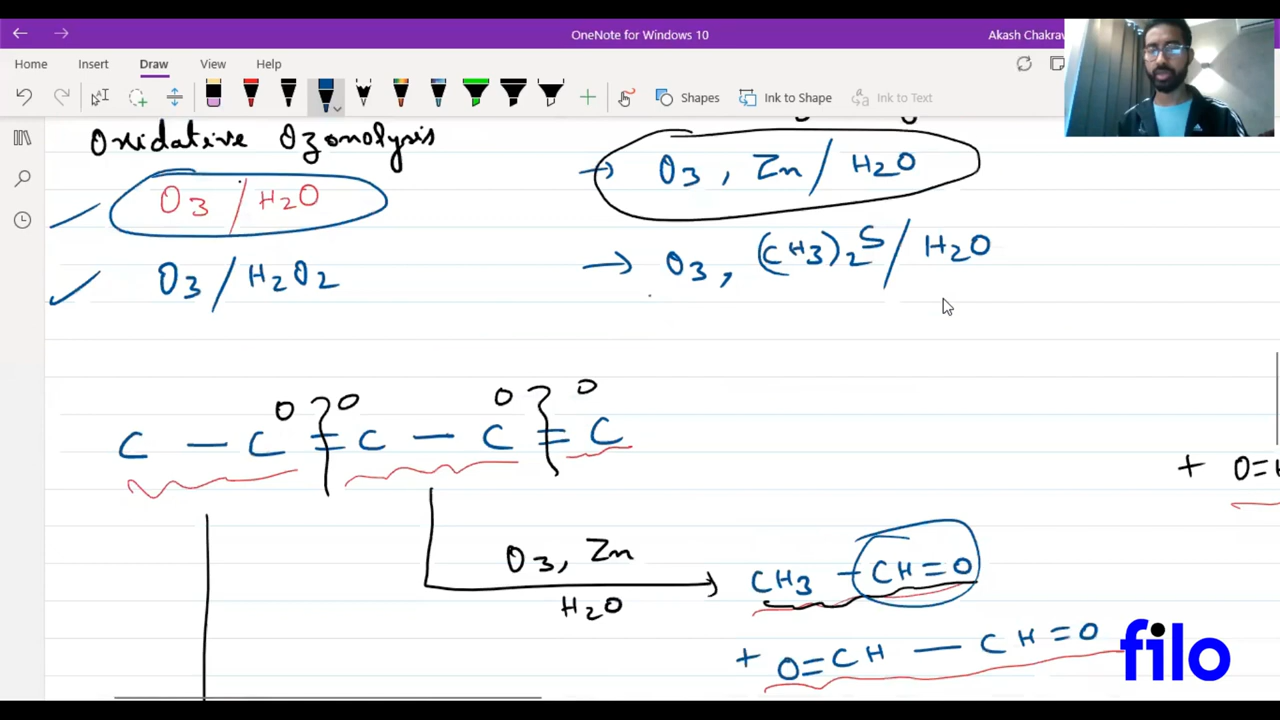 OneNote for Windows 10
Akash Chakrav
Home Insert Draw View Help
Shapes Ink to Shape Ink to Text
Oxidative Ozonolysis
O3 / H2O
O3 / H2O2
→ O3 , Zn / H2O
→ O3 , (CH3)2S / H2O
O O O O
C — C = C — C = C
+ O=
O3, Zn
H2O
CH3 — CH=O
+ O=CH — CH=O
filo